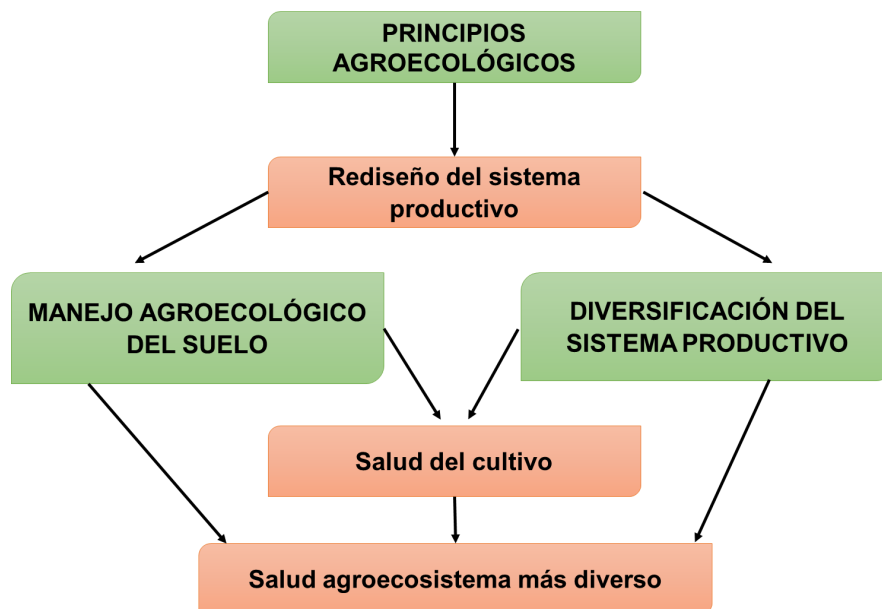 PRINCIPIOS
AGROECOLÓGICOS
Rediseño del sistema
productivo
MANEJO AGROECOLÓGICO
DEL SUELO
DIVERSIFICACIÓN DEL
SISTEMA PRODUCTIVO
Salud del cultivo
Salud agroecosistema más diverso